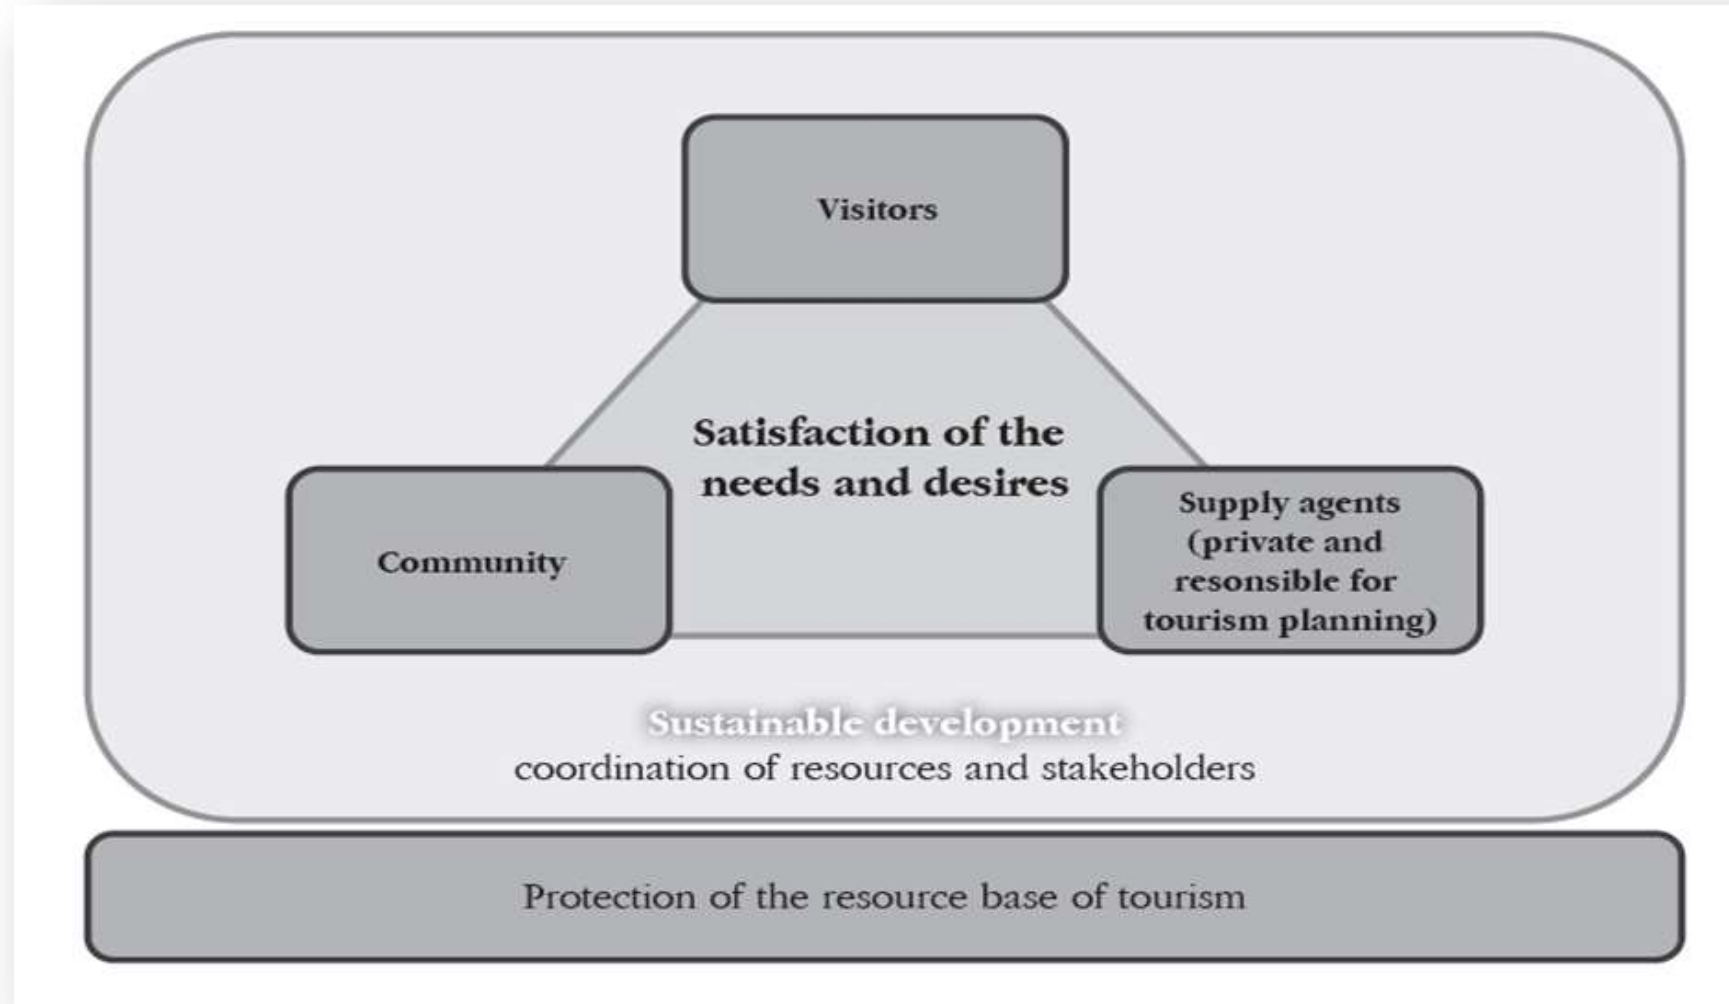 Visitors
Satisfaction of the
needs and desires
Community
Supply agents
(private and
resonsible for
tourism planning)
Sustainable development
coordination of resources and stakeholders
Protection of the resource base of tourism